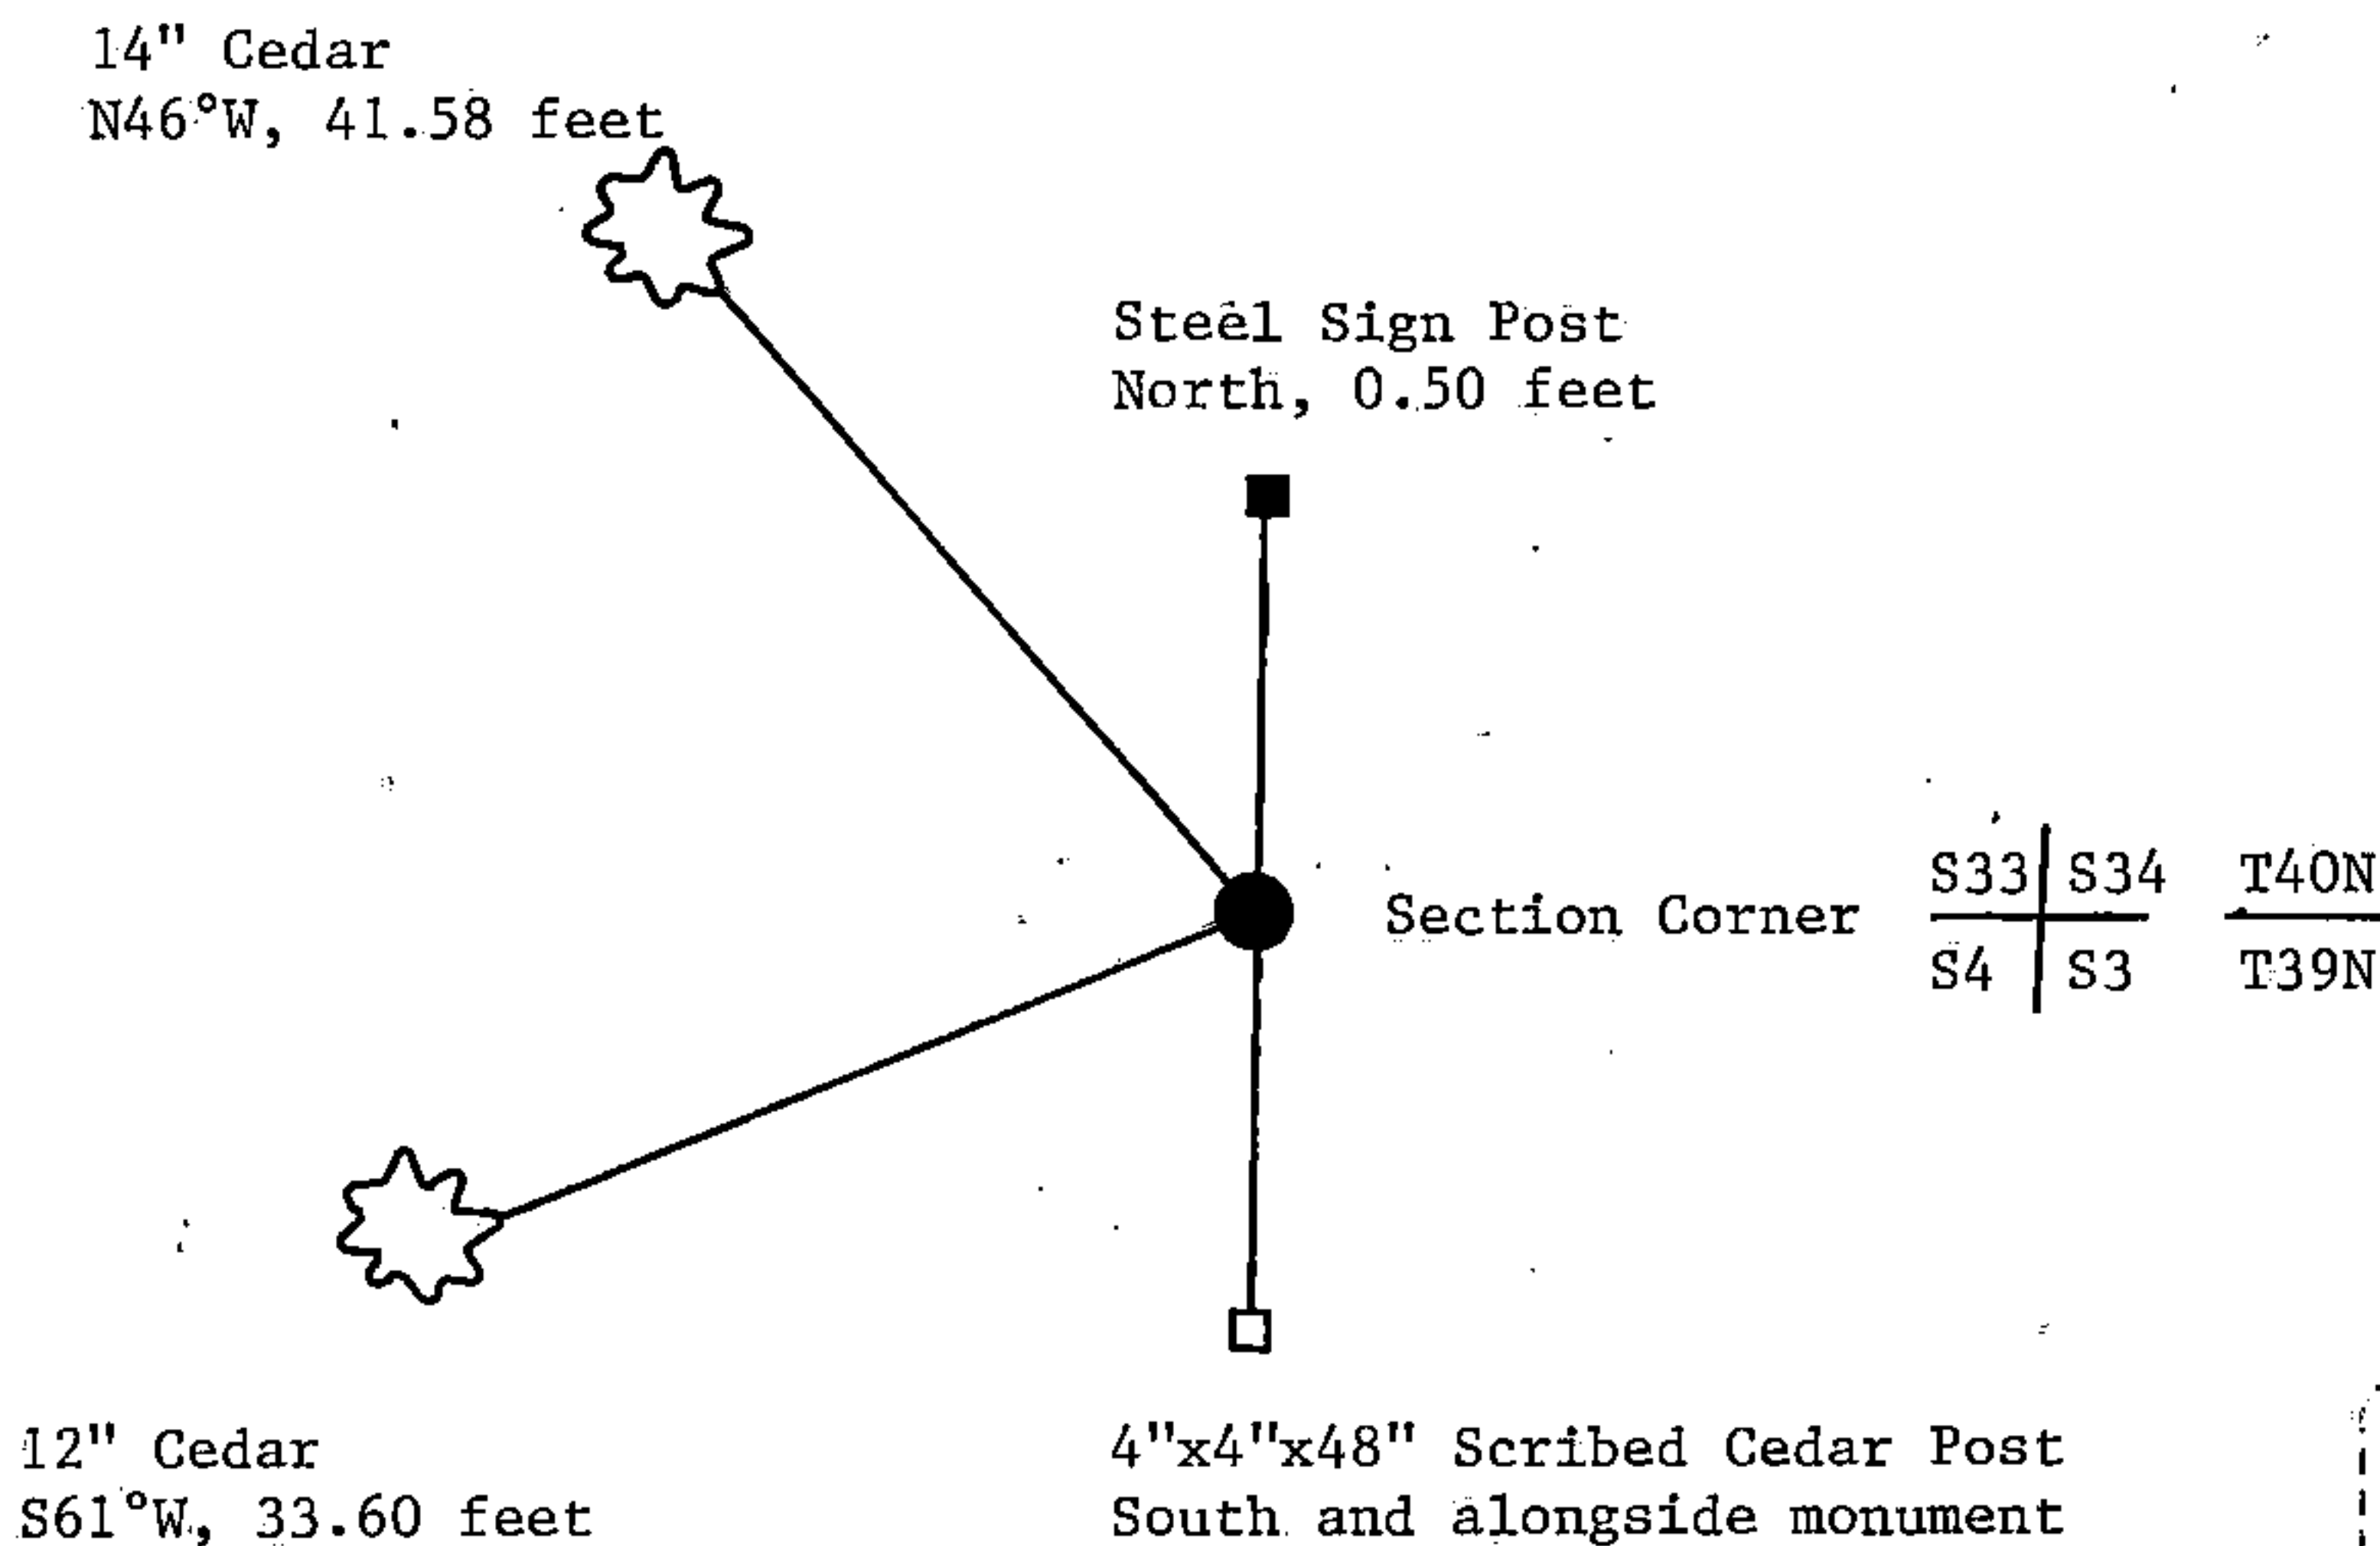 14" Cedar
N46°W, 41.58 feet
Steel Sign Post
North, 0.50 feet
Section Corner
S33 S34 T40N
S4 S3 T39N
12" Cedar
S61°W, 33.60 feet
4"x4"x48" Scribed Cedar Post
South and alongside monument